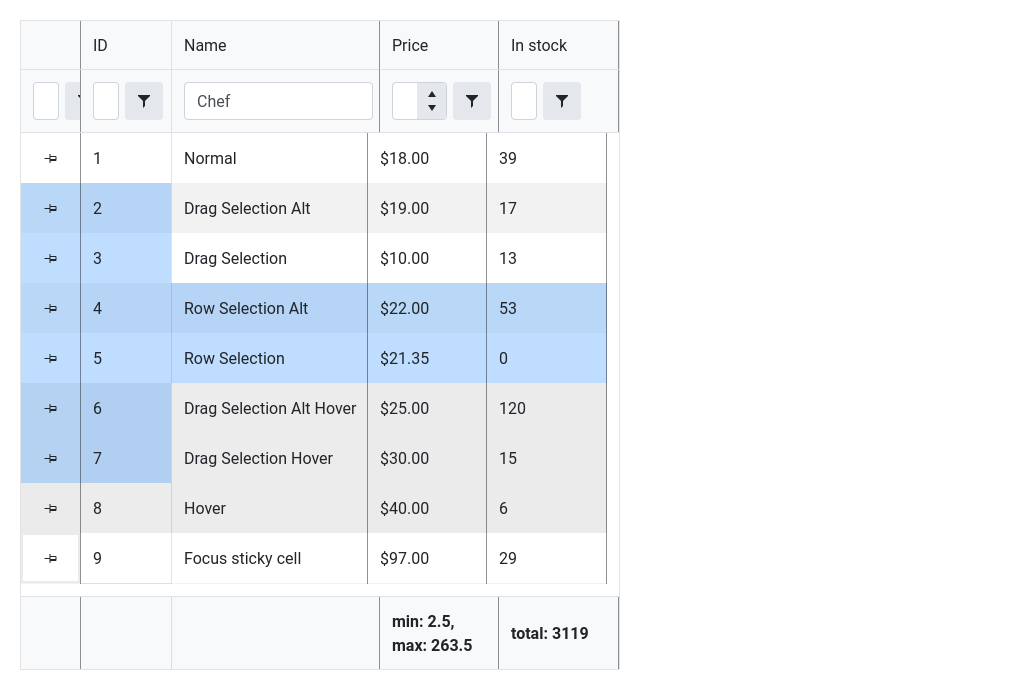 ID Name Price In stock
Chef
1 Normal $18.00 39
2 Drag Selection Alt $19.00 17
3 Drag Selection $10.00 13
4 Row Selection Alt $22.00 53
5 Row Selection $21.35 0
6 Drag Selection Alt Hover $25.00 120
7 Drag Selection Hover $30.00 15
8 Hover $40.00 6
9 Focus sticky cell $97.00 29
min: 2.5,
max: 263.5
total: 3119